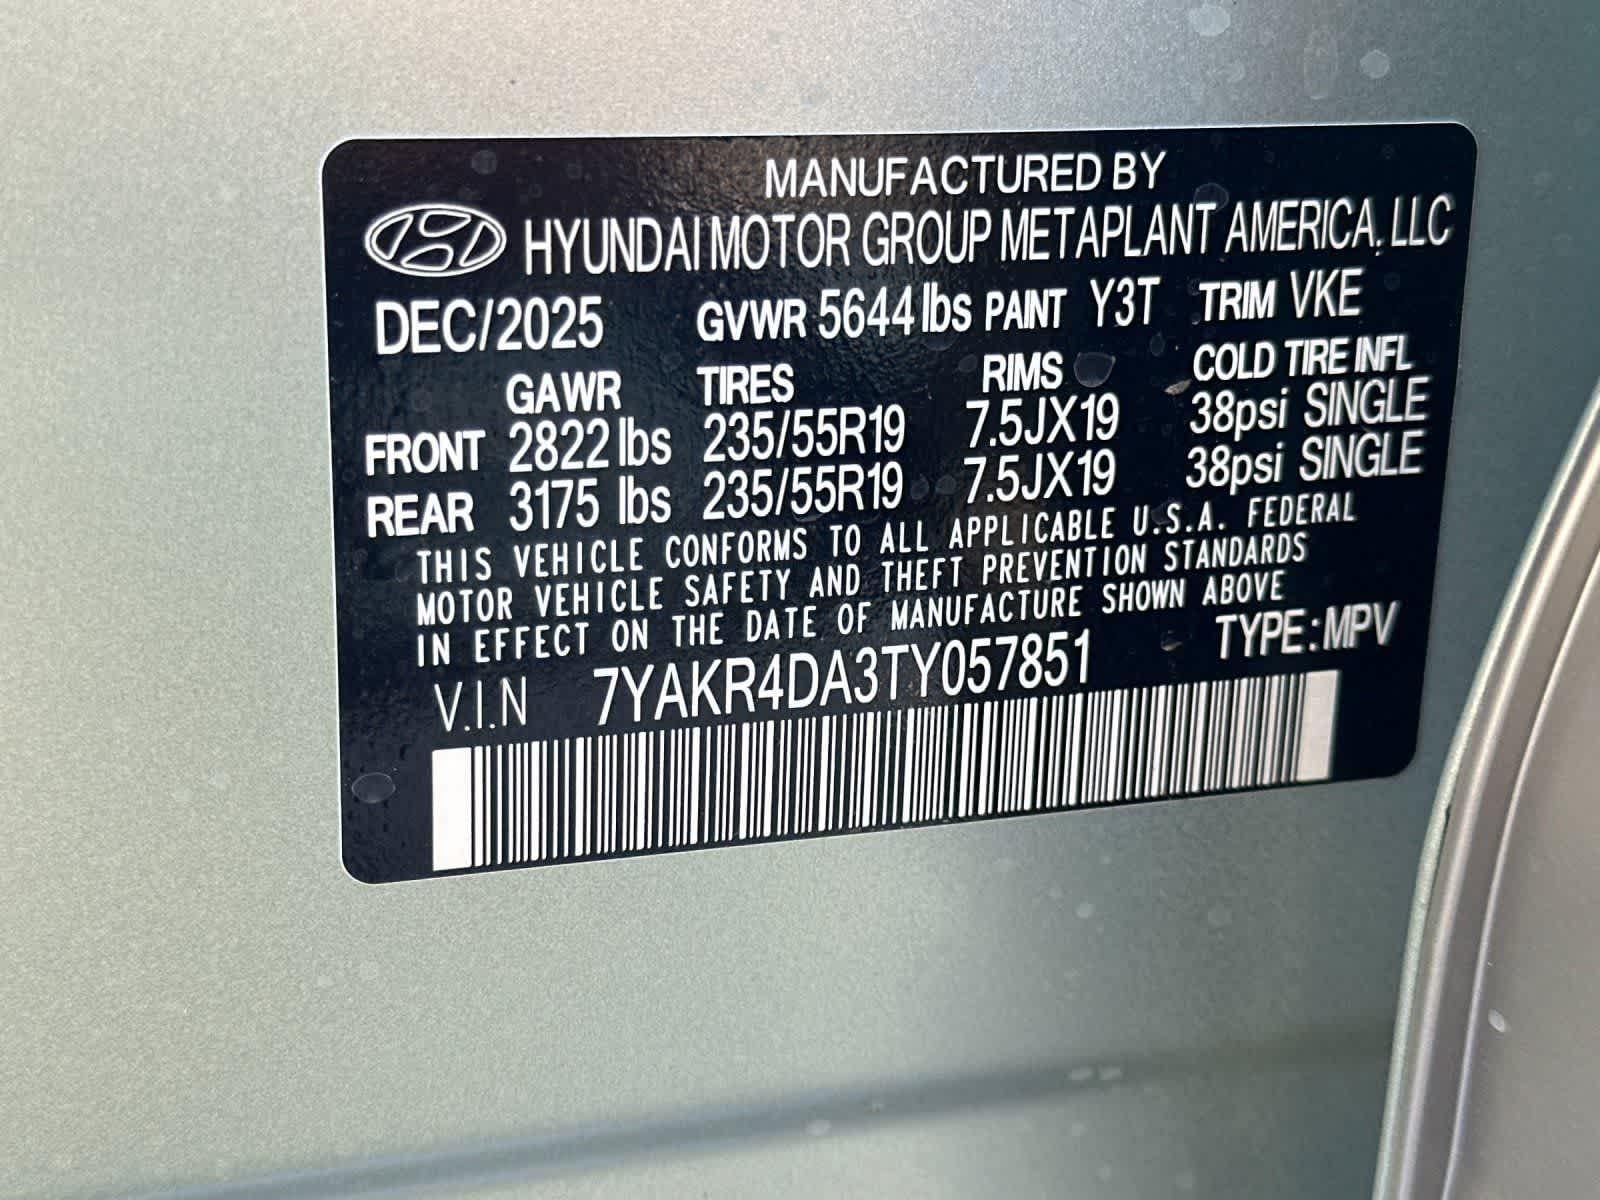 MANUFACTURED BY
HYUNDAI MOTOR GROUP METAPLANT AMERICA, LLC
DEC/2025 GVWR 5644 lbs PAINT Y3T TRIM VKE
GAWR TIRES RIMS COLD TIRE INFL
FRONT 2822 lbs 235/55R19 7.5JX19 38psi SINGLE
REAR 3175 lbs 235/55R19 7.5JX19 38psi SINGLE
THIS VEHICLE CONFORMS TO ALL APPLICABLE U.S.A. FEDERAL
MOTOR VEHICLE SAFETY AND THEFT PREVENTION STANDARDS
IN EFFECT ON THE DATE OF MANUFACTURE SHOWN ABOVE
V.I.N 7YAKR4DA3TY057851 TYPE:MPV